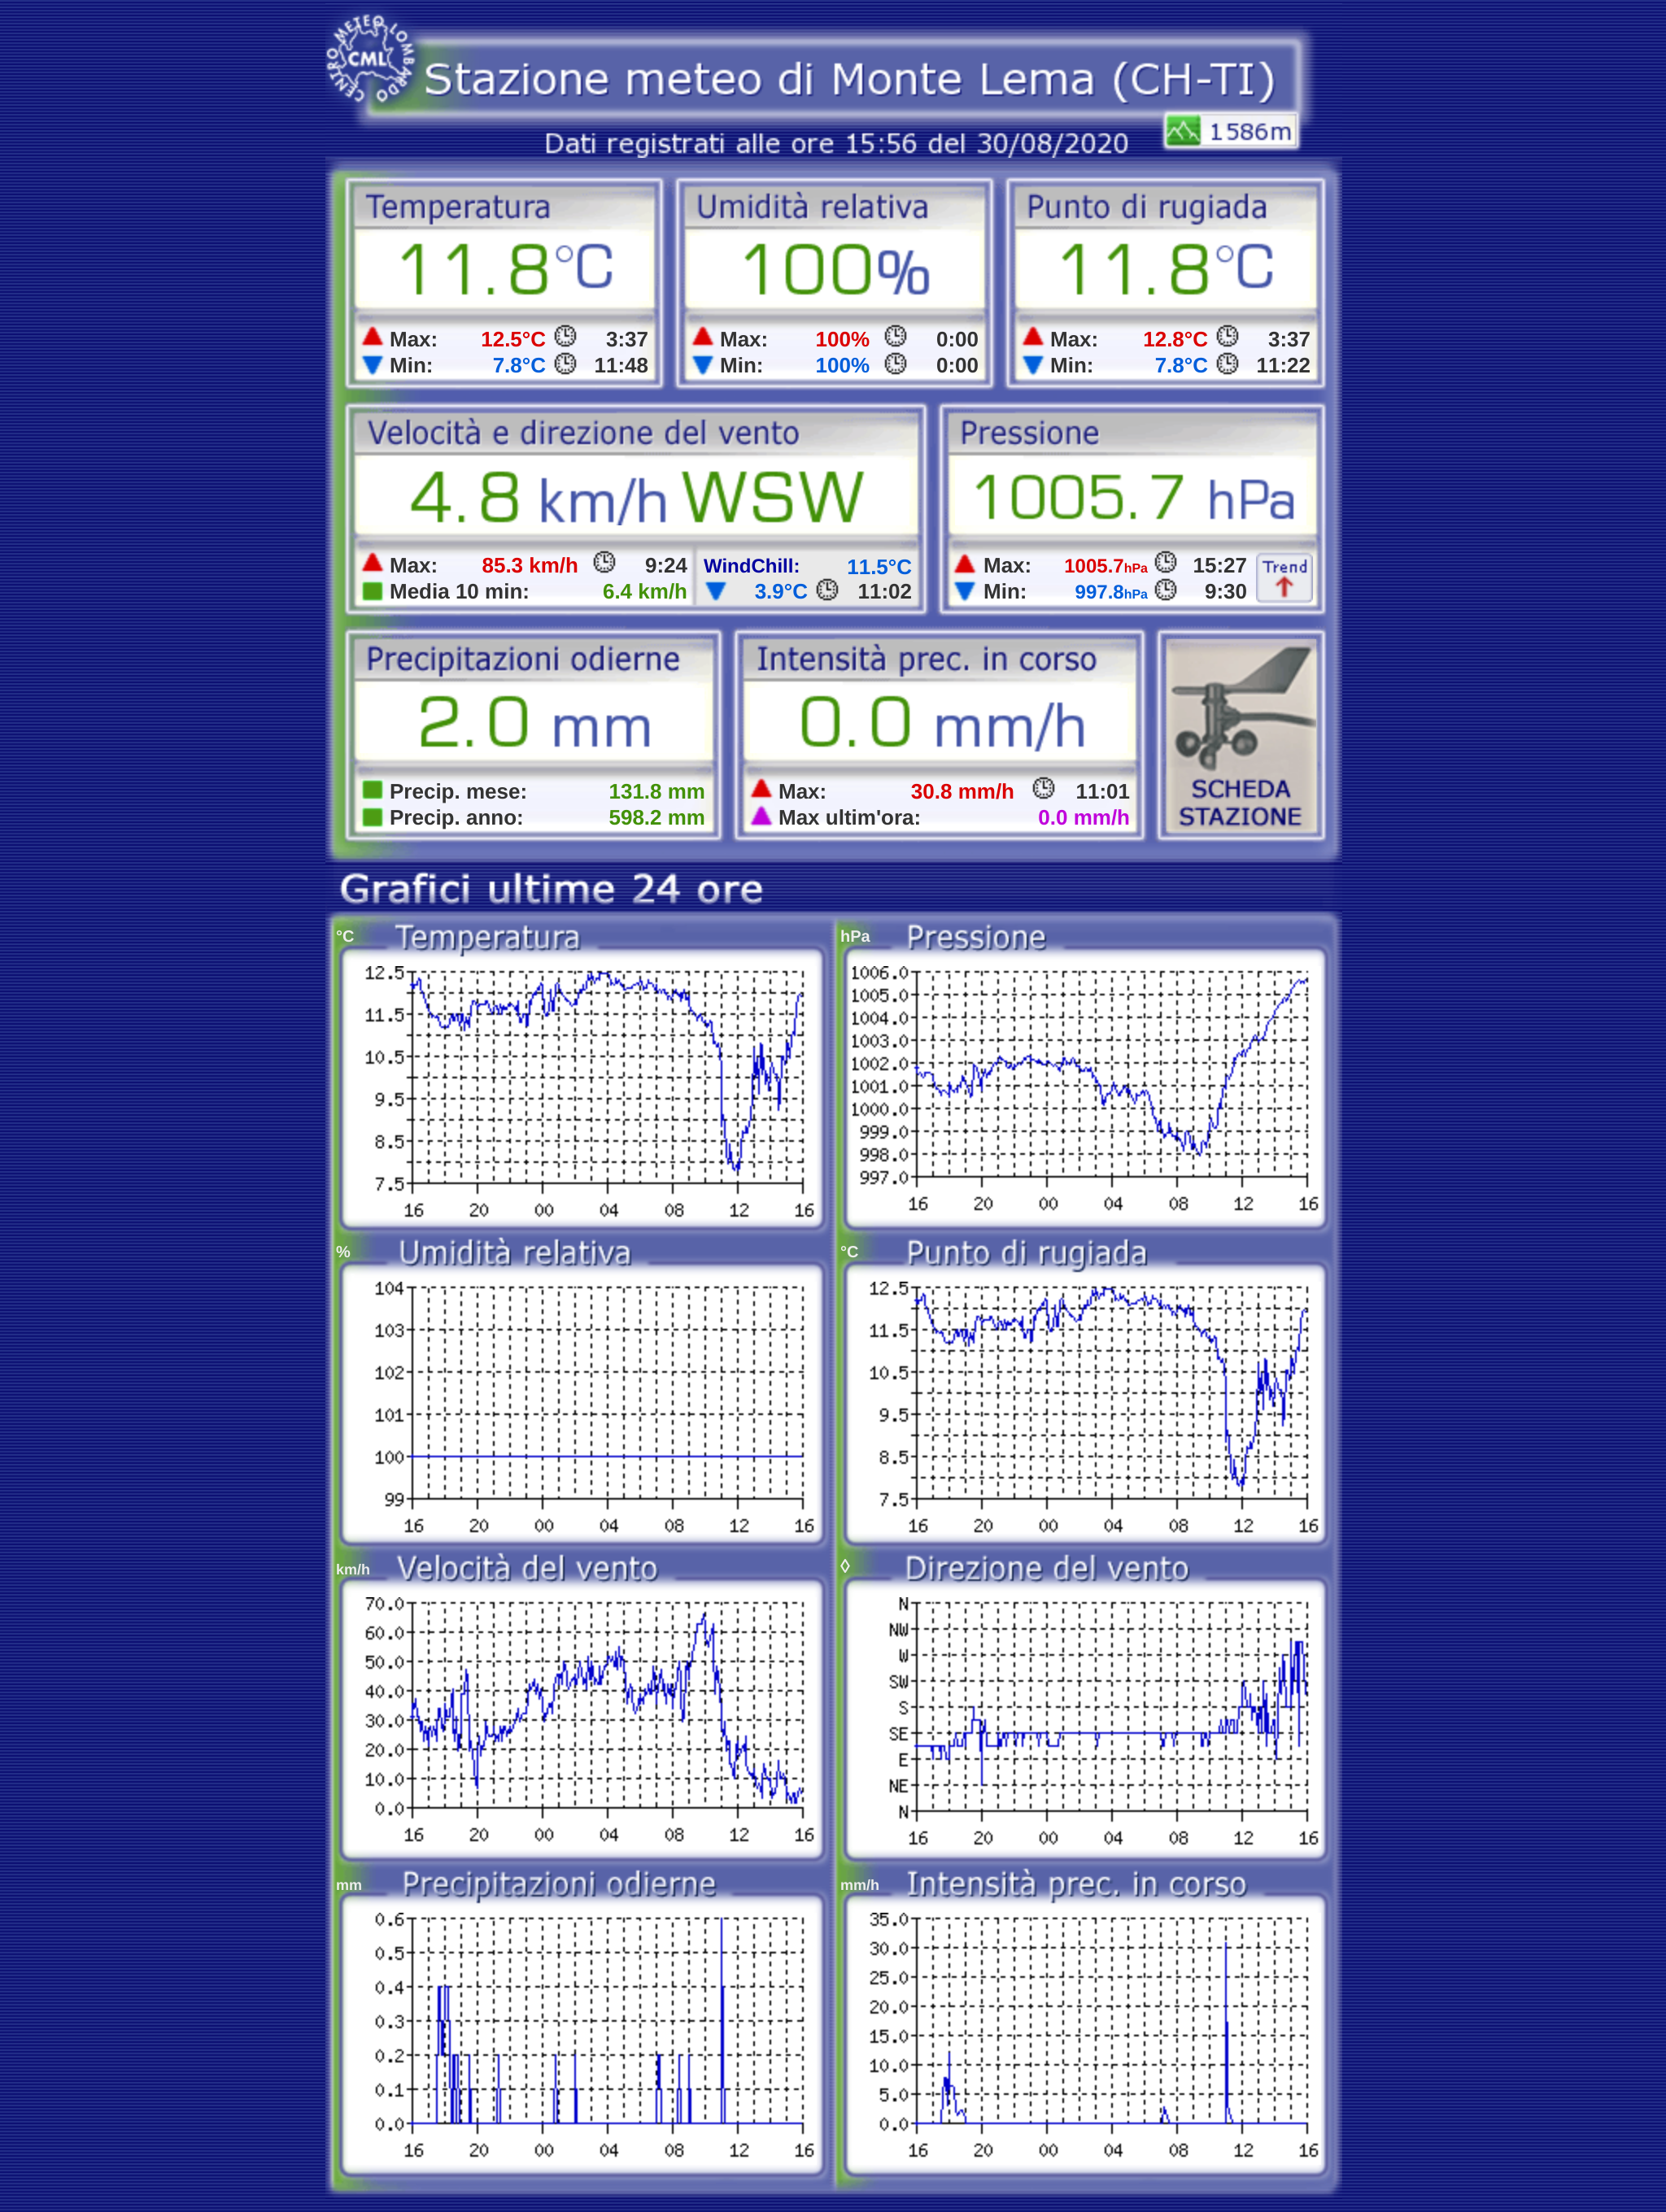 CENTRO METEO LOMBARDO
CML
Stazione meteo di Monte Lema (CH-TI)
Dati registrati alle ore 15:56 del 30/08/2020
1586m
Temperatura Umidità relativa Punto di rugiada
11.8°C 100% 11.8°C
Max: 12.5°C 3:37 Max: 100% 0:00 Max: 12.8°C 3:37
Min: 7.8°C 11:48 Min: 100% 0:00 Min: 7.8°C 11:22
Velocità e direzione del vento Pressione
4.8 km/h WSW 1005.7 hPa
Max: 85.3 km/h 9:24 WindChill: 11.5°C Max: 1005.7hPa 15:27 Trend
Media 10 min: 6.4 km/h 3.9°C 11:02 Min: 997.8hPa 9:30
Precipitazioni odierne Intensità prec. in corso
2.0 mm 0.0 mm/h
Precip. mese: 131.8 mm Max: 30.8 mm/h 11:01 SCHEDA
Precip. anno: 598.2 mm Max ultim'ora: 0.0 mm/h STAZIONE
Grafici ultime 24 ore
°C Temperatura
12.5
11.5
10.5
9.5
8.5
7.5
16 20 00 04 08 12 16
hPa Pressione
1006.0
1005.0
1004.0
1003.0
1002.0
1001.0
1000.0
999.0
998.0
997.0
16 20 00 04 08 12 16
% Umidità relativa
104
103
102
101
100
99
16 20 00 04 08 12 16
°C Punto di rugiada
12.5
11.5
10.5
9.5
8.5
7.5
16 20 00 04 08 12 16
km/h Velocità del vento
70.0
60.0
50.0
40.0
30.0
20.0
10.0
0.0
16 20 00 04 08 12 16
◊ Direzione del vento
N
NW
W
SW
S
SE
E
NE
N
16 20 00 04 08 12 16
mm Precipitazioni odierne
0.6
0.5
0.4
0.3
0.2
0.1
0.0
16 20 00 04 08 12 16
mm/h Intensità prec. in corso
35.0
30.0
25.0
20.0
15.0
10.0
5.0
0.0
16 20 00 04 08 12 16